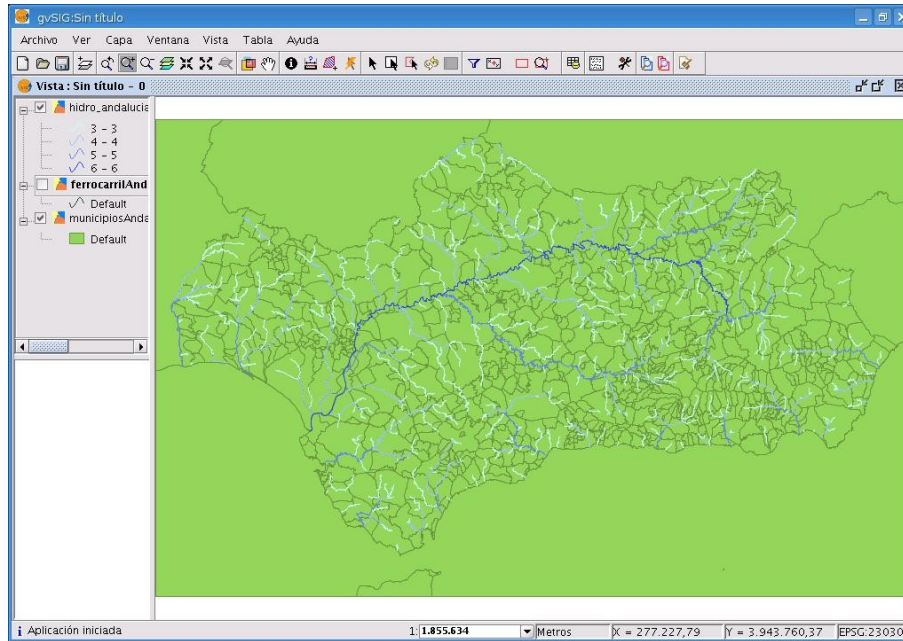 gvSIG:Sin título
Archivo Ver Capa Ventana Vista Tabla Ayuda
Vista : Sin título - 0
hidro_andalucia
3 - 3
4 - 4
5 - 5
6 - 6
ferrocarrilAnd
Default
municipiosAnda
Default
Aplicación iniciada
1: 1.855.634
Metros
X = 277.227,79
Y = 3.943.760,37
EPSG:23030